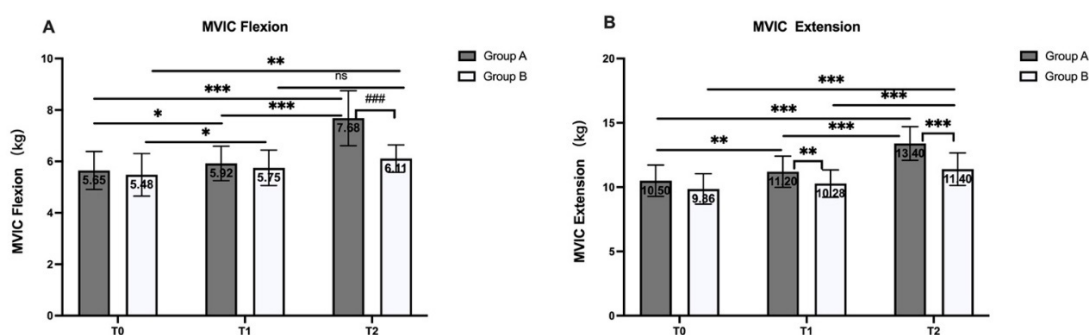 A
MVIC Flexion
MVIC Flexion (kg)
10
8
6
4
2
0
Group A
Group B
**
ns
***
###
*
***
*
5.65
5.48
5.92
5.75
7.68
6.11
T0
T1
T2
B
MVIC Extension
MVIC Extension (kg)
20
15
10
5
0
Group A
Group B
***
***
***
***
***
**
**
10.50
9.86
11.20
10.28
13.40
11.40
T0
T1
T2